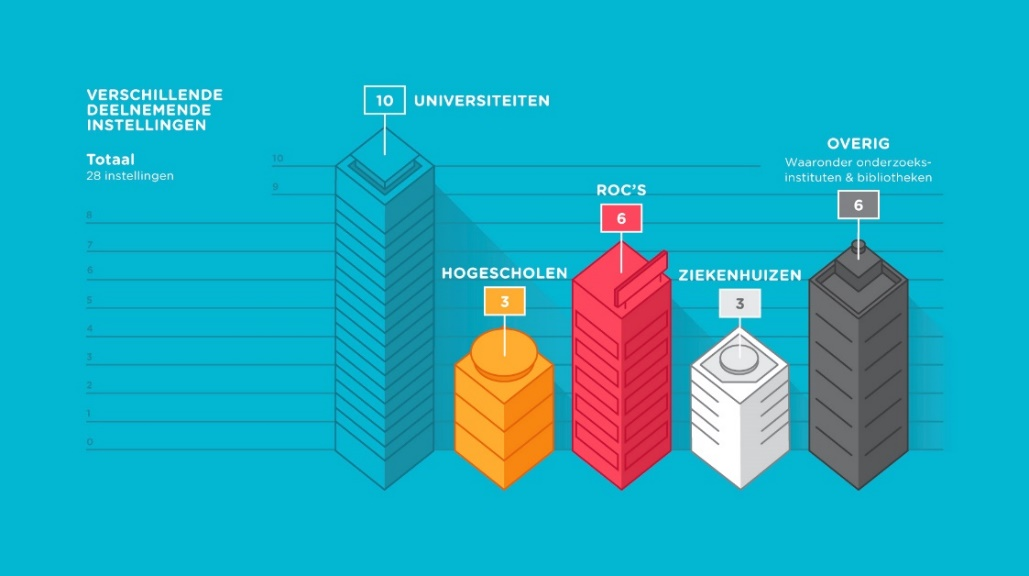 VERSCHILLENDE
DEELNEMENDE
INSTELLINGEN
Totaal
28 instellingen
10 UNIVERSITEITEN
HOGESCHOLEN
3
ROC'S
6
ZIEKENHUIZEN
3
OVERIG
Waaronder onderzoeks-
instituten & bibliotheken
6
10
9
8
7
6
5
4
3
2
1
0